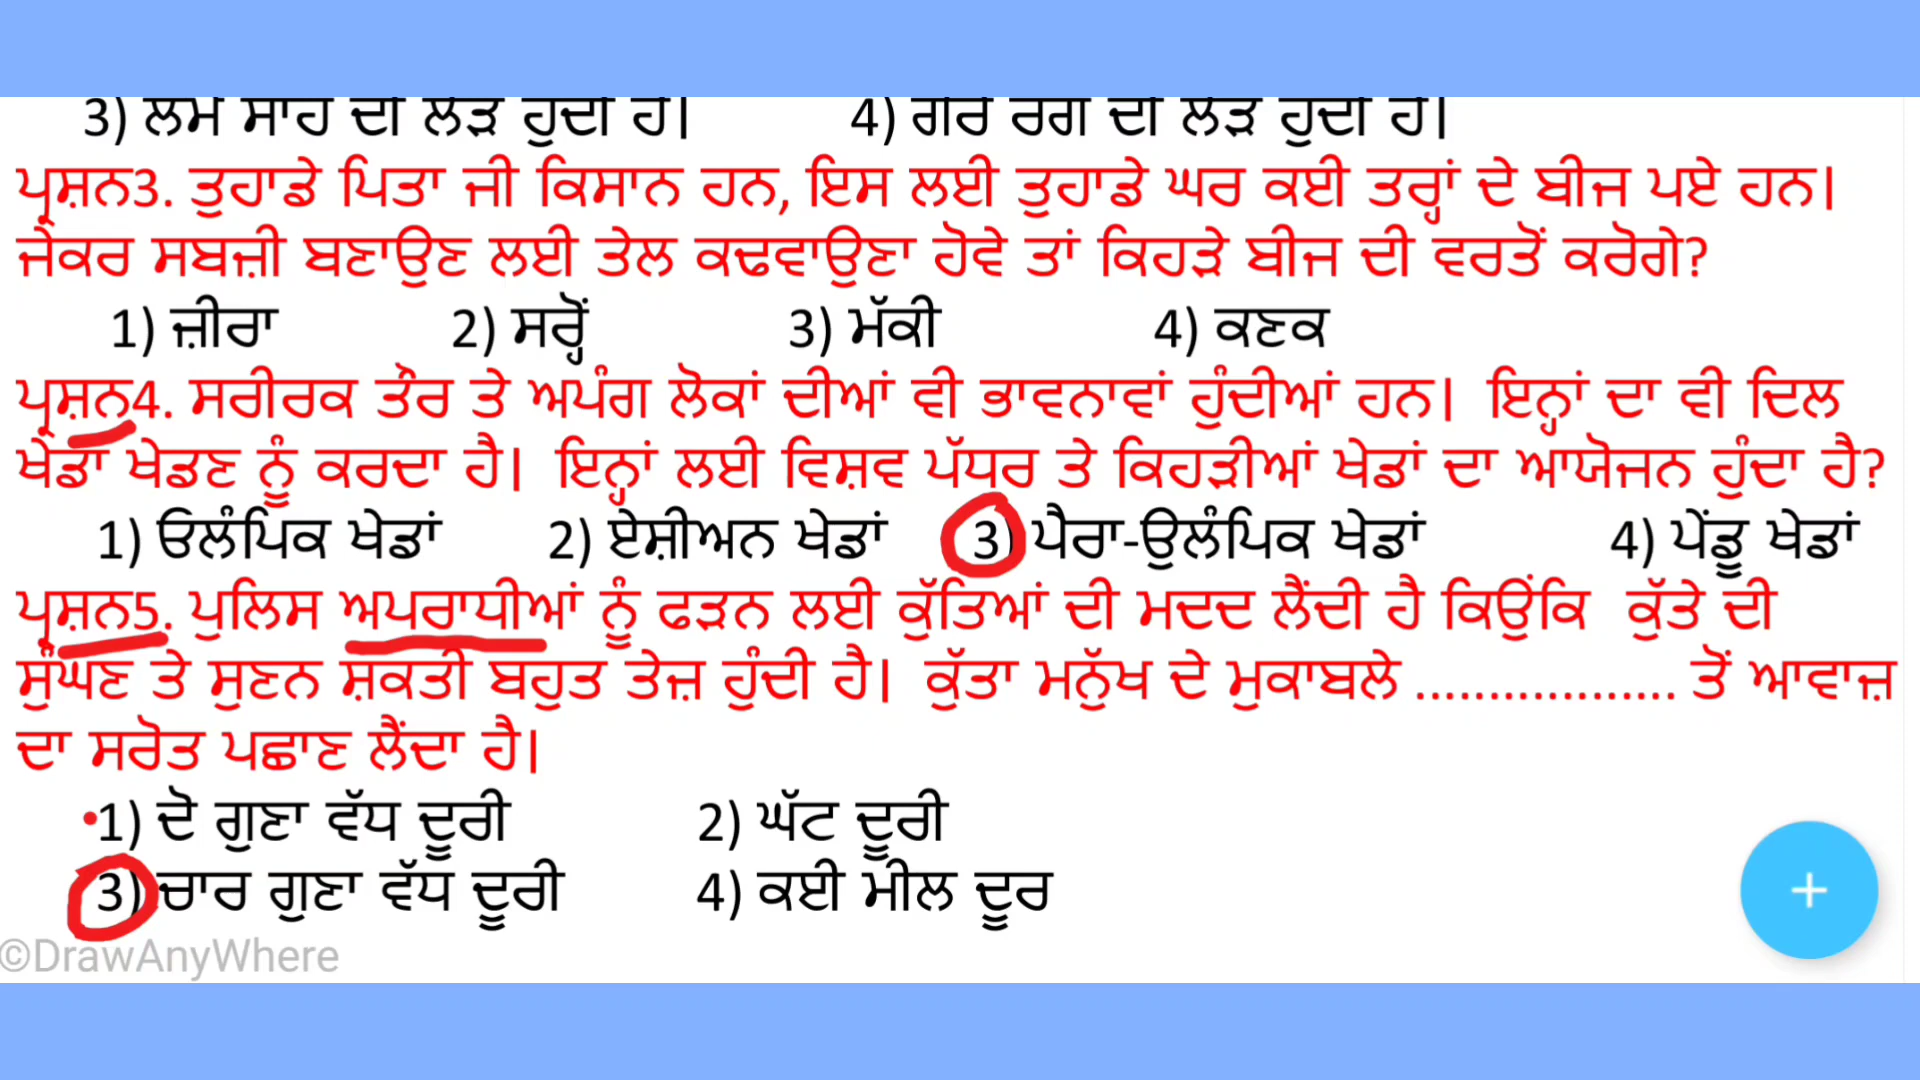 3) ਲਮ ਸਾਹ ਦੀ ਲੋੜ ਹੁੰਦੀ ਹੈ।
4) ਗੋਰੇ ਰੰਗ ਦੀ ਲੋੜ ਹੁੰਦੀ ਹੈ।
ਪ੍ਰਸ਼ਨ3. ਤੁਹਾਡੇ ਪਿਤਾ ਜੀ ਕਿਸਾਨ ਹਨ, ਇਸ ਲਈ ਤੁਹਾਡੇ ਘਰ ਕਈ ਤਰ੍ਹਾਂ ਦੇ ਬੀਜ ਪਏ ਹਨ।
ਜੇਕਰ ਸਬਜ਼ੀ ਬਣਾਉਣ ਲਈ ਤੇਲ ਕਢਵਾਉਣਾ ਹੋਵੇ ਤਾਂ ਕਿਹੜੇ ਬੀਜ ਦੀ ਵਰਤੋਂ ਕਰੋਗੇ?
1) ਜ਼ੀਰਾ 2) ਸਰ੍ਹੋਂ 3) ਮੱਕੀ 4) ਕਣਕ
ਪ੍ਰਸ਼ਨ4. ਸਰੀਰਕ ਤੌਰ ਤੇ ਅਪੰਗ ਲੋਕਾਂ ਦੀਆਂ ਵੀ ਭਾਵਨਾਵਾਂ ਹੁੰਦੀਆਂ ਹਨ। ਇਨ੍ਹਾਂ ਦਾ ਵੀ ਦਿਲ
ਖੇਡਾਂ ਖੇਡਣ ਨੂੰ ਕਰਦਾ ਹੈ। ਇਨ੍ਹਾਂ ਲਈ ਵਿਸ਼ਵ ਪੱਧਰ ਤੇ ਕਿਹੜੀਆਂ ਖੇਡਾਂ ਦਾ ਆਯੋਜਨ ਹੁੰਦਾ ਹੈ?
1) ਓਲੰਪਿਕ ਖੇਡਾਂ 2) ਏਸ਼ੀਅਨ ਖੇਡਾਂ 3) ਪੈਰਾ-ਉਲੰਪਿਕ ਖੇਡਾਂ 4) ਪੇਂਡੂ ਖੇਡਾਂ
ਪ੍ਰਸ਼ਨ5. ਪੁਲਿਸ ਅਪਰਾਧੀਆਂ ਨੂੰ ਫੜਨ ਲਈ ਕੁੱਤਿਆਂ ਦੀ ਮਦਦ ਲੈਂਦੀ ਹੈ ਕਿਉਂਕਿ ਕੁੱਤੇ ਦੀ
ਸੁੰਘਣ ਤੇ ਸੁਣਨ ਸ਼ਕਤੀ ਬਹੁਤ ਤੇਜ਼ ਹੁੰਦੀ ਹੈ। ਕੁੱਤਾ ਮਨੁੱਖ ਦੇ ਮੁਕਾਬਲੇ .................. ਤੋਂ ਆਵਾਜ਼
ਦਾ ਸਰੋਤ ਪਛਾਣ ਲੈਂਦਾ ਹੈ।
1) ਦੋ ਗੁਣਾ ਵੱਧ ਦੂਰੀ 2) ਘੱਟ ਦੂਰੀ
3) ਚਾਰ ਗੁਣਾ ਵੱਧ ਦੂਰੀ 4) ਕਈ ਮੀਲ ਦੂਰ
©DrawAnyWhere